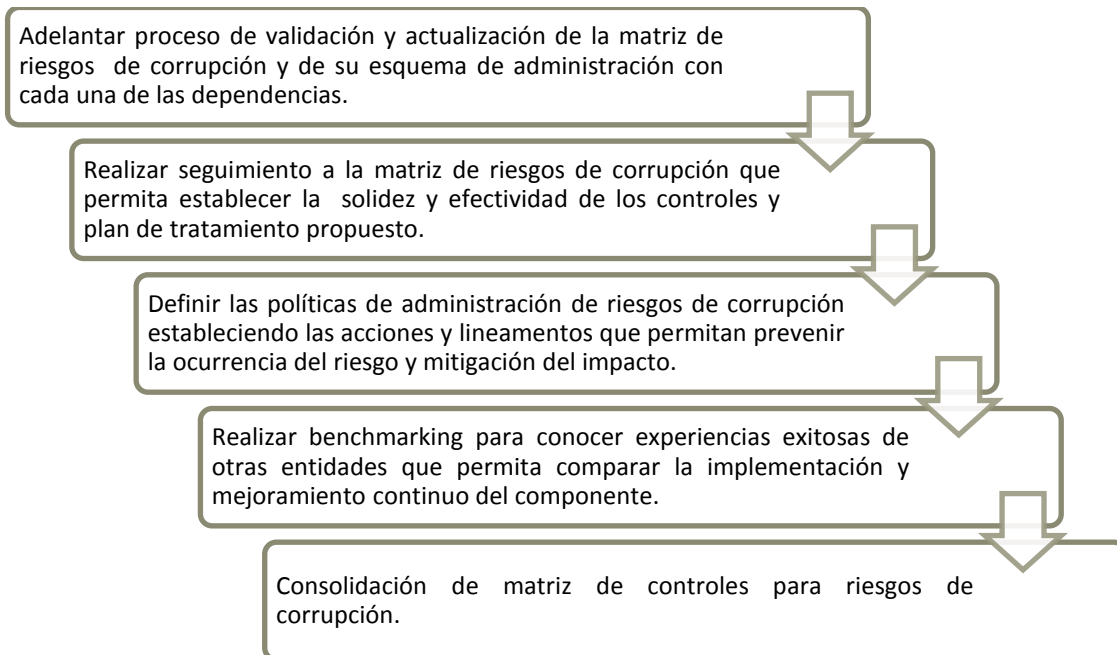 Adelantar proceso de validación y actualización de la matriz de
riesgos de corrupción y de su esquema de administración con
cada una de las dependencias.
Realizar seguimiento a la matriz de riesgos de corrupción que
permita establecer la solidez y efectividad de los controles y
plan de tratamiento propuesto.
Definir las políticas de administración de riesgos de corrupción
estableciendo las acciones y lineamentos que permitan prevenir
la ocurrencia del riesgo y mitigación del impacto.
Realizar benchmarking para conocer experiencias exitosas de
otras entidades que permita comparar la implementación y
mejoramiento continuo del componente.
Consolidación de matriz de controles para riesgos de
corrupción.